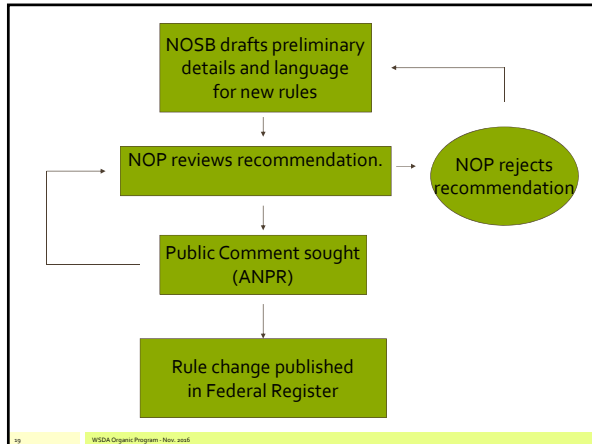 NOSB drafts preliminary
details and language
for new rules
NOP reviews recommendation.
NOP rejects
recommendation
Public Comment sought
(ANPR)
Rule change published
in Federal Register
19
WSDA Organic Program - Nov. 2016